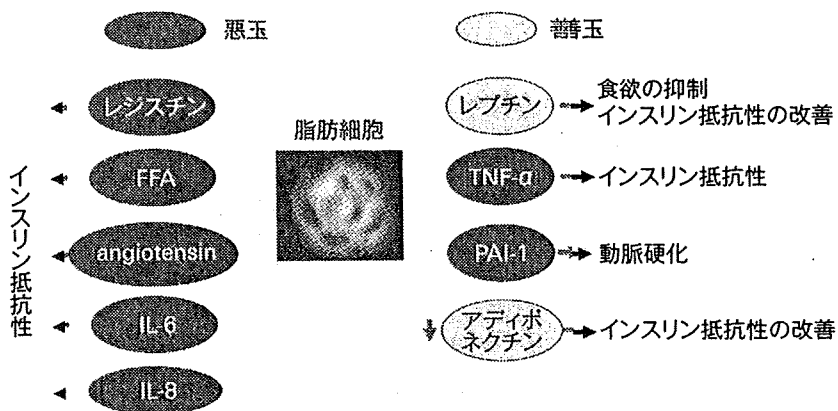 悪玉
善玉
レジスチン
FFA
angiotensin
IL-6
IL-8
インスリン抵抗性
脂肪細胞
レプチン
食欲の抑制
インスリン抵抗性の改善
TNF-α
インスリン抵抗性
PAI-1
動脈硬化
アディポ
ネクチン
インスリン抵抗性の改善